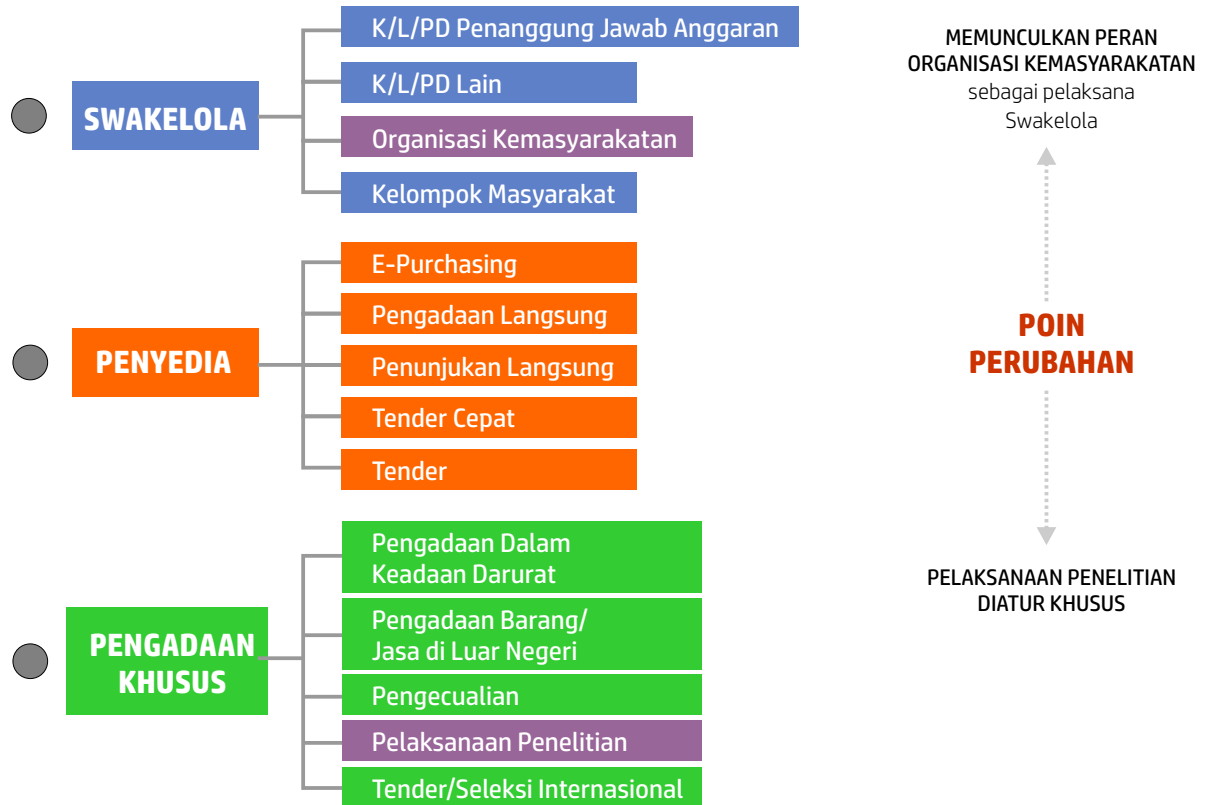 SWAKELOLA
K/L/PD Penanggung Jawab Anggaran
K/L/PD Lain
Organisasi Kemasyarakatan
Kelompok Masyarakat
PENYEDIA
E-Purchasing
Pengadaan Langsung
Penunjukan Langsung
Tender Cepat
Tender
PENGADAAN
KHUSUS
Pengadaan Dalam
Keadaan Darurat
Pengadaan Barang/
Jasa di Luar Negeri
Pengecualian
Pelaksanaan Penelitian
Tender/Seleksi Internasional
MEMUNCULKAN PERAN
ORGANISASI KEMASYARAKATAN
sebagai pelaksana
Swakelola
POIN
PERUBAHAN
PELAKSANAAN PENELITIAN
DIATUR KHUSUS